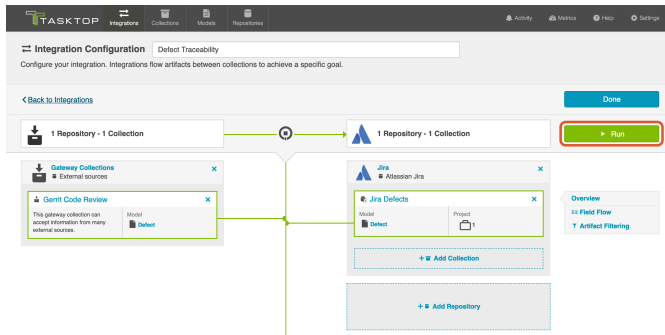 TASKTOP
Integrations
Collections
Models
Repositories
Activity
Metrics
Help
Settings
Integration Configuration
Defect Traceability
Configure your integration. Integrations flow artifacts between collections to achieve a specific goal.
Back to Integrations
Done
1 Repository - 1 Collection
1 Repository - 1 Collection
Run
Gateway Collections
External sources
Jira
Atlassian Jira
Gerrit Code Review
This gateway collection can
accept information from many
external sources.
Model
Defect
Jira Defects
Model
Defect
Project
1
+ Add Collection
+ Add Repository
Overview
Field Flow
Artifact Filtering